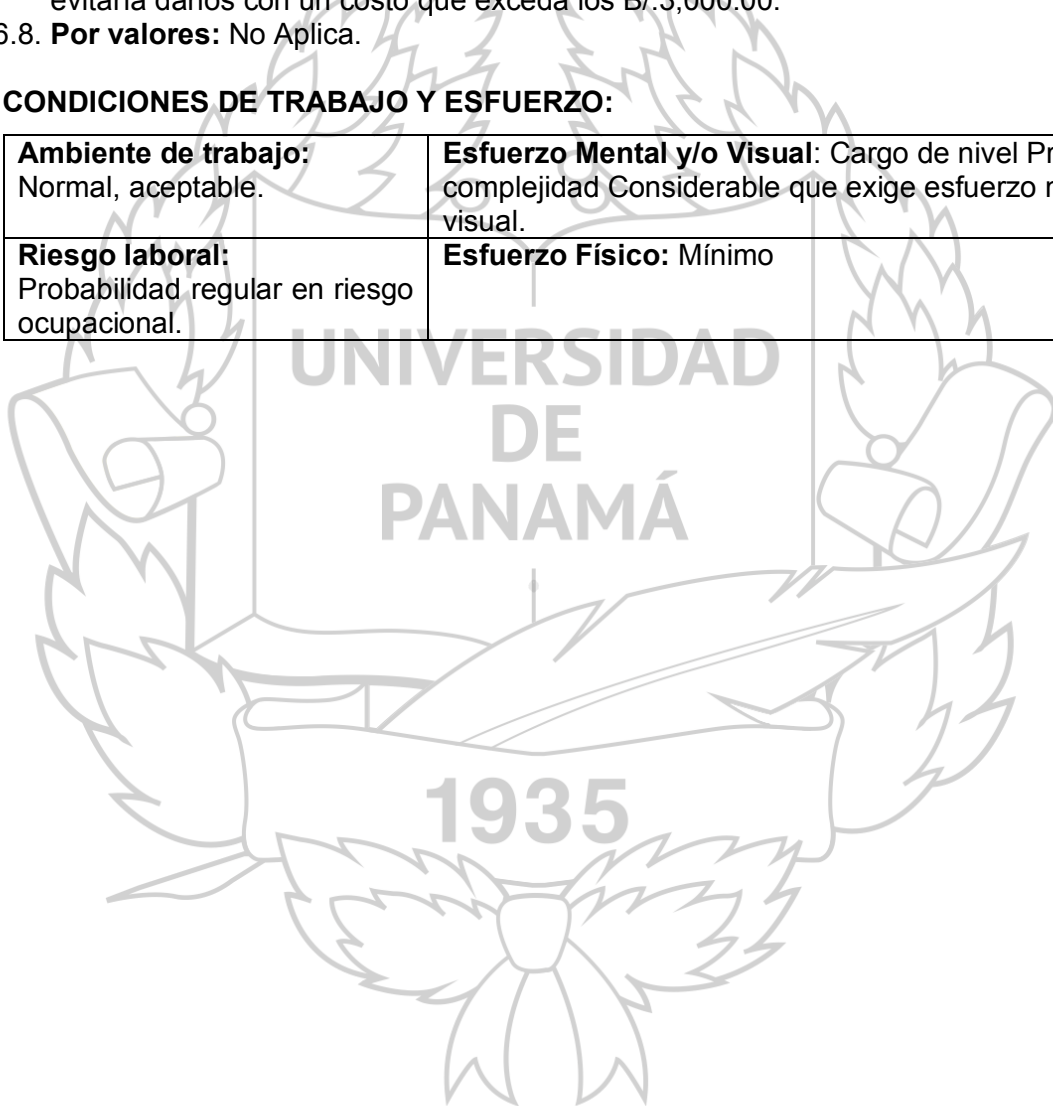 evitaría daños con un costo que exceda los B/.3,000.00.
6.8. Por valores: No Aplica.
CONDICIONES DE TRABAJO Y ESFUERZO:
Ambiente de trabajo:
Normal, aceptable.
Esfuerzo Mental y/o Visual: Cargo de nivel
complejidad Considerable que exige esfuerzo
visual.
Riesgo laboral:
Probabilidad regular en riesgo
ocupacional.
Esfuerzo Físico: Mínimo
UNIVERSIDAD
DE
PANAMÁ
1935